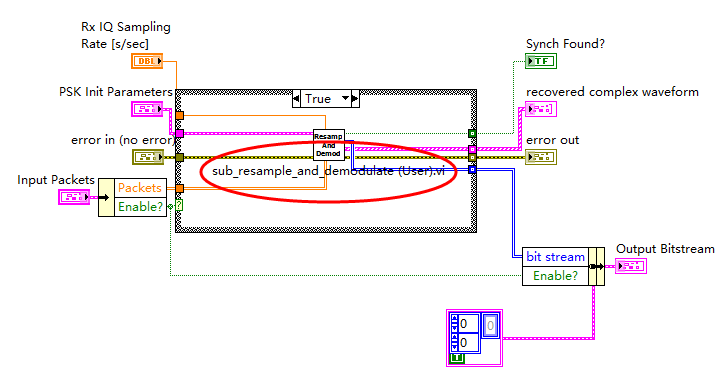 Rx IQ Sampling
Rate [s/sec]
DBL
Synch Found?
TF
True
PSK Init Parameters
recovered complex waveform
Resamp
And
Demod
error in (no error)
error out
sub_resample_and_demodulate (User).vi
Input Packets
Packets
Enable?
?
bit stream
Enable?
Output Bitstream
0
0
0
T